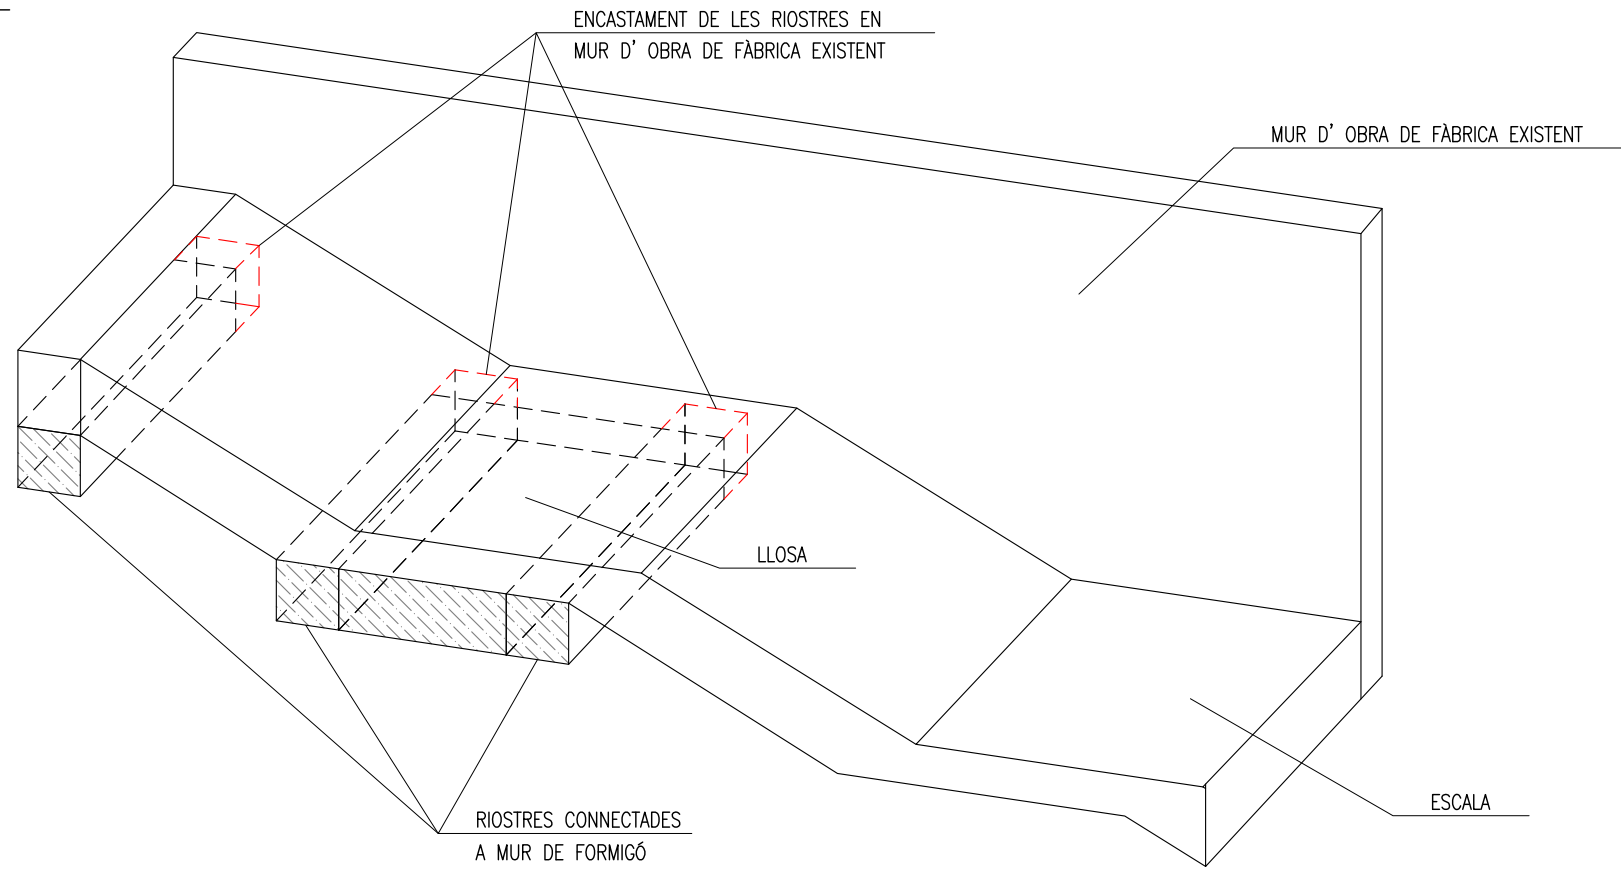 ENCASTAMENT DE LES RIOSTRES EN
MUR D' OBRA DE FÀBRICA EXISTENT
MUR D' OBRA DE FÀBRICA EXISTENT
LLOSA
ESCALA
RIOSTRES CONNECTADES
A MUR DE FORMIGÓ